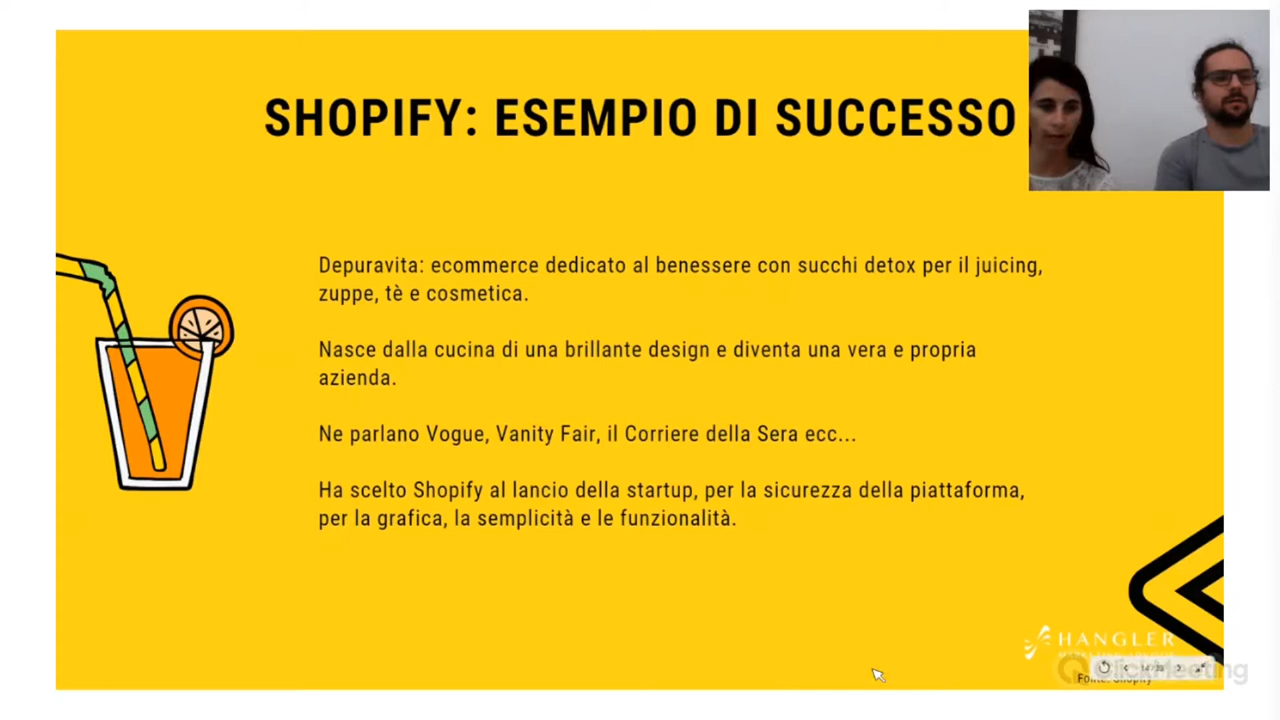 SHOPIFY: ESEMPIO DI SUCCESSO
Depuravita: ecommerce dedicato al benessere con succhi detox per il juicing,
zuppe, tè e cosmetica.
Nasce dalla cucina di una brillante design e diventa una vera e propria
azienda.
Ne parlano Vogue, Vanity Fair, il Corriere della Sera ecc...
Ha scelto Shopify al lancio della startup, per la sicurezza della piattaforma,
per la grafica, la semplicità e le funzionalità.
HANGLER
ClickMeeting
Fonte: Shopify